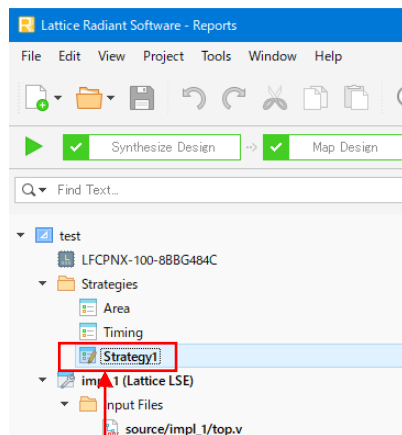 Lattice Radiant Software - Reports
File Edit View Project Tools Window Help
Synthesize Design Map Design
Find Text...
test
LFCPNX-100-8BBG484C
Strategies
Area
Timing
Strategy1
impl_1 (Lattice LSE)
Input Files
source/impl_1/top.v